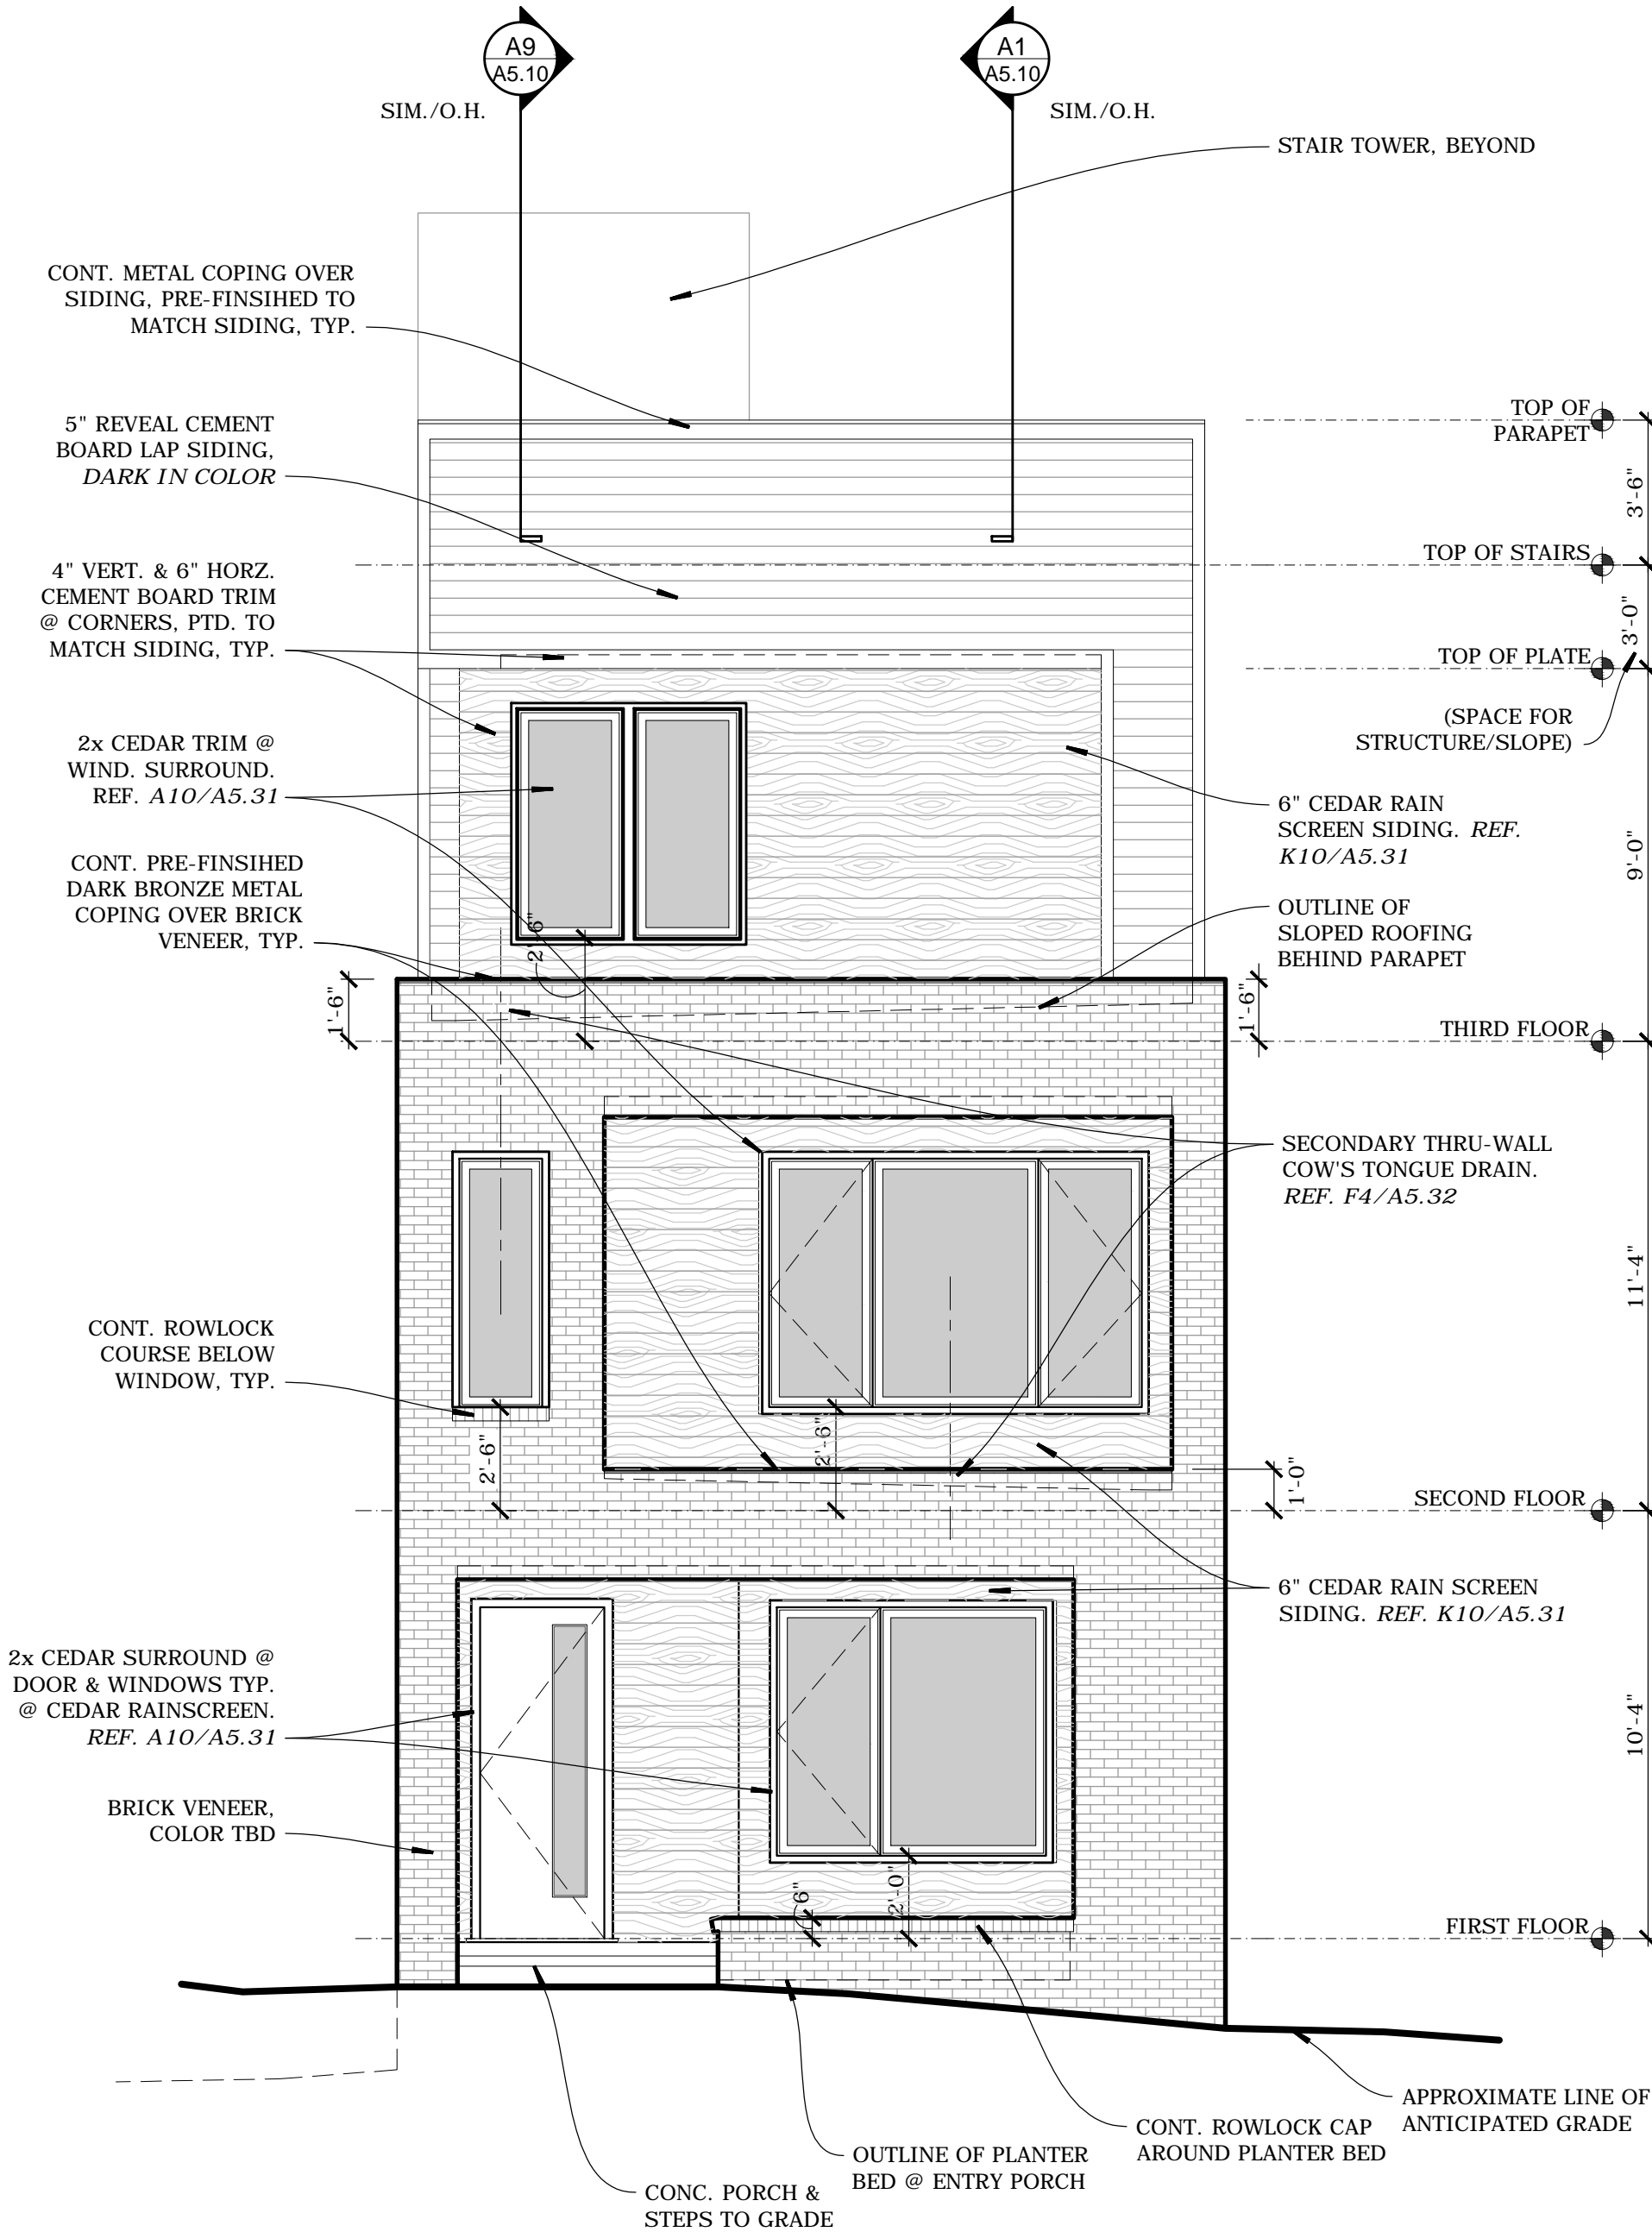 A9
A5.10
SIM./O.H.
A1
A5.10
SIM./O.H.
STAIR TOWER, BEYOND
CONT. METAL COPING OVER
SIDING, PRE-FINSIHED TO
MATCH SIDING, TYP.
5" REVEAL CEMENT
BOARD LAP SIDING,
DARK IN COLOR
4" VERT. & 6" HORZ.
CEMENT BOARD TRIM
@ CORNERS, PTD. TO
MATCH SIDING, TYP.
2x CEDAR TRIM @
WIND. SURROUND.
REF. A10/A5.31
CONT. PRE-FINSIHED
DARK BRONZE METAL
COPING OVER BRICK
VENEER, TYP.
CONT. ROWLOCK
COURSE BELOW
WINDOW, TYP.
2x CEDAR SURROUND @
DOOR & WINDOWS TYP.
@ CEDAR RAINSCREEN.
REF. A10/A5.31
BRICK VENEER,
COLOR TBD
TOP OF
PARAPET
3'-6"
TOP OF STAIRS
3'-0"
TOP OF PLATE
(SPACE FOR
STRUCTURE/SLOPE)
6" CEDAR RAIN
SCREEN SIDING. REF.
K10/A5.31
9'-0"
OUTLINE OF
SLOPED ROOFING
BEHIND PARAPET
2'-6"
1'-6"
1'-6"
THIRD FLOOR
SECONDARY THRU-WALL
COW'S TONGUE DRAIN.
REF. F4/A5.32
11'-4"
2'-6"
2'-6"
1'-0"
SECOND FLOOR
6" CEDAR RAIN SCREEN
SIDING. REF. K10/A5.31
10'-4"
6"
2'-0"
FIRST FLOOR
APPROXIMATE LINE OF
ANTICIPATED GRADE
CONT. ROWLOCK CAP
AROUND PLANTER BED
OUTLINE OF PLANTER
BED @ ENTRY PORCH
CONC. PORCH &
STEPS TO GRADE